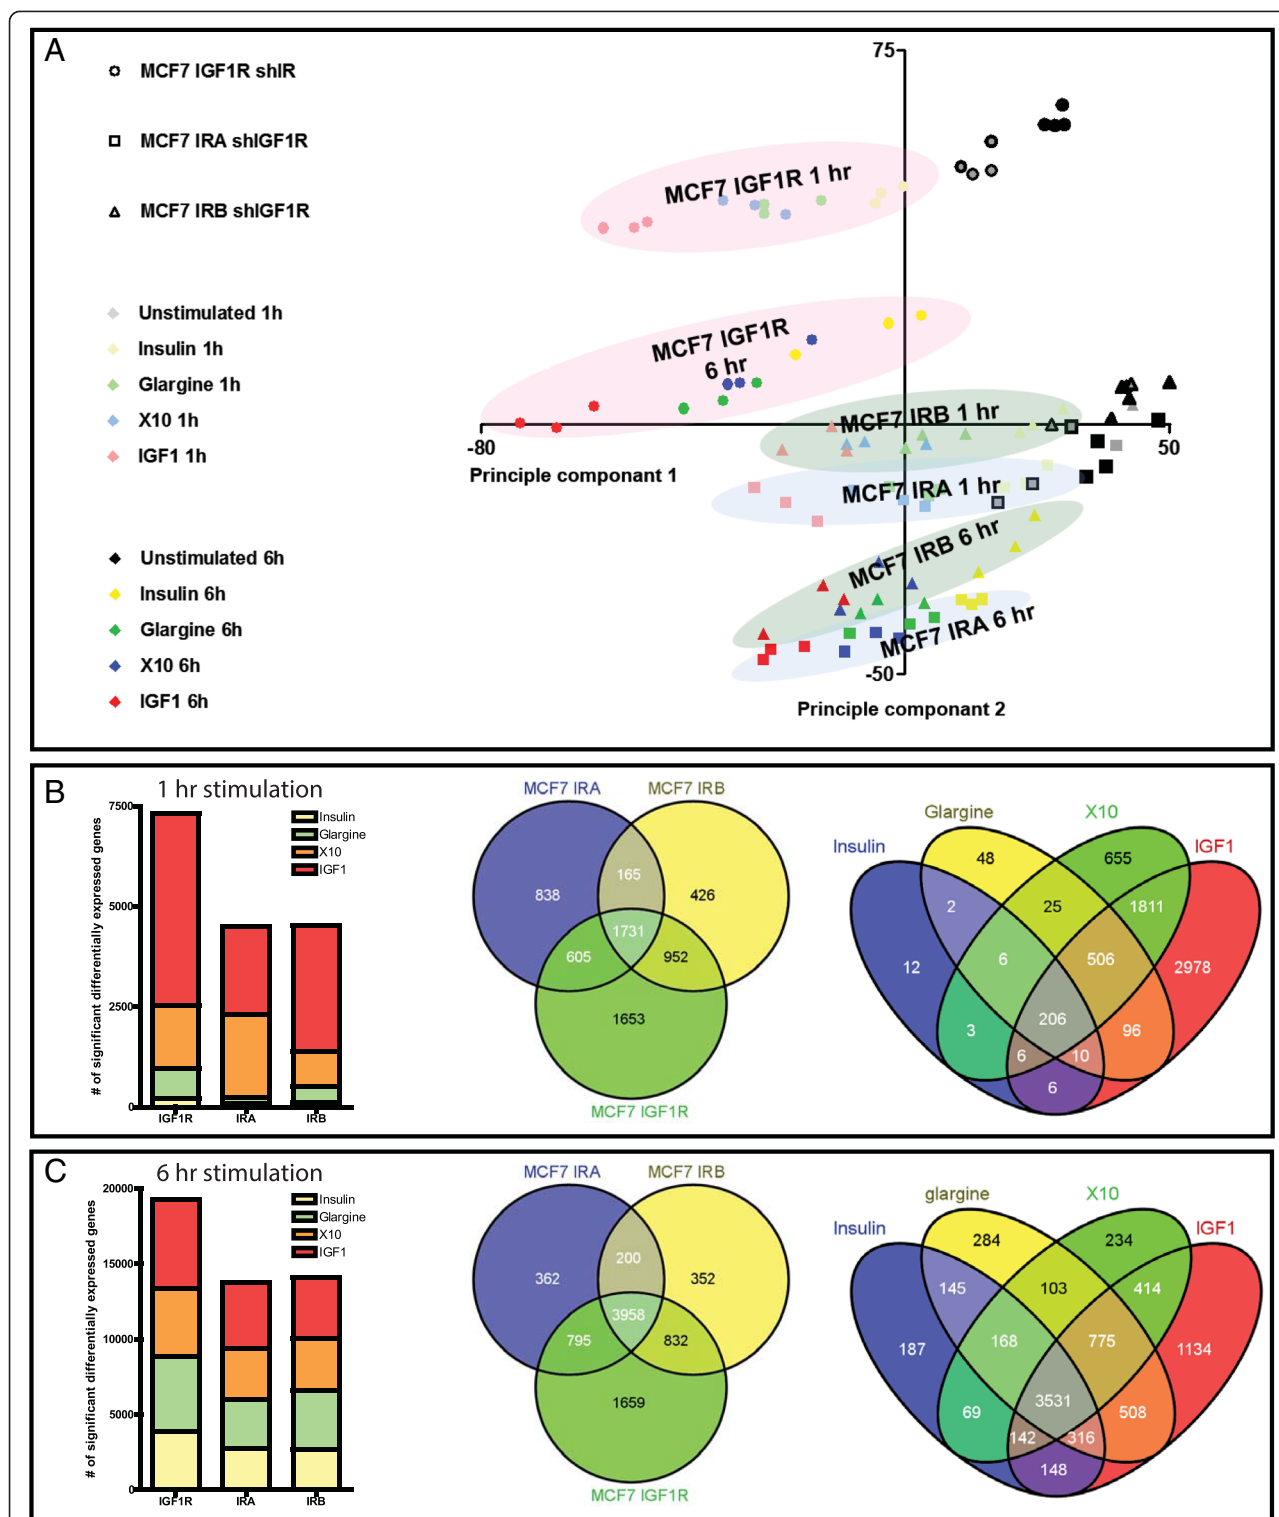 A
MCF7 IGF1R shIR
MCF7 IRA shIGF1R
MCF7 IRB shIGF1R
Unstimulated 1h
Insulin 1h
Glargine 1h
X10 1h
IGF1 1h
Unstimulated 6h
Insulin 6h
Glargine 6h
X10 6h
IGF1 6h
75
MCF7 IGF1R 1 hr
MCF7 IGF1R
6 hr
MCF7 IRB 1 hr
-80
50
Principle componant 1
MCF7 IRA 1 hr
MCF7 IRB 6 hr
MCF7 IRA 6 hr
-50
Principle componant 2
B
1 hr stimulation
# of significant differentially expressed genes
7500
5000
2500
0
Insulin
Glargine
X10
IGF1
IGF1R IRA IRB
MCF7 IRA MCF7 IRB
165
838 426
1731
605 952
1653
MCF7 IGF1R
Glargine X10
Insulin IGF1
48 655
2 25 1811
12 6 506 2978
206
3 96
6 10
6
C
6 hr stimulation
# of significant differentially expressed genes
20000
15000
10000
5000
0
Insulin
Glargine
X10
IGF1
IGF1R IRA IRB
MCF7 IRA MCF7 IRB
200
362 352
3958
795 832
1659
MCF7 IGF1R
glargine X10
Insulin IGF1
284 234
145 103 414
187 168 775 1134
3531
69 508
142 316
148